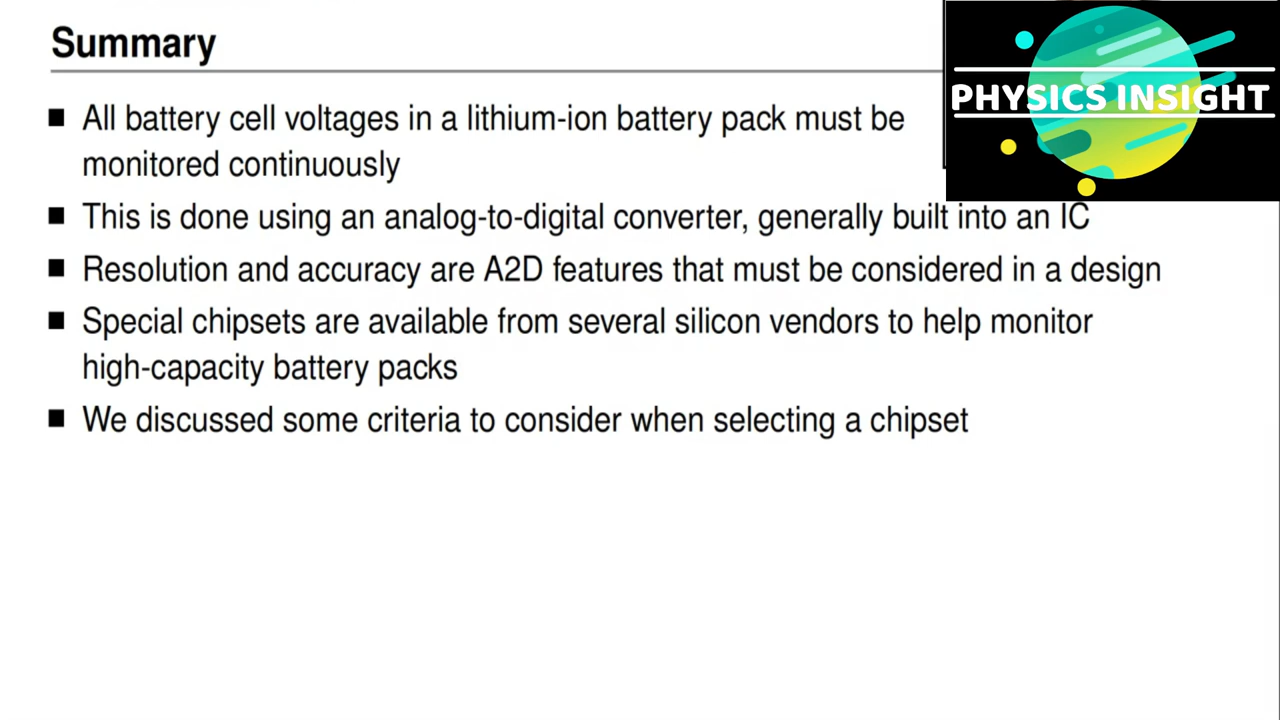 Summary
PHYSICS INSIGHT
■ All battery cell voltages in a lithium-ion battery pack must be
monitored continuously
■ This is done using an analog-to-digital converter, generally built into an IC
■ Resolution and accuracy are A2D features that must be considered in a design
■ Special chipsets are available from several silicon vendors to help monitor
high-capacity battery packs
■ We discussed some criteria to consider when selecting a chipset